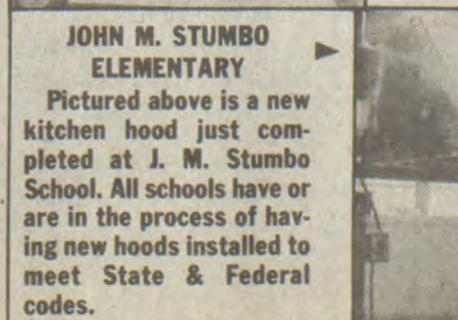 JOHN M. STUMBO
ELEMENTARY
Pictured above is a new
kitchen hood just com-
pleted at J. M. Stumbo
School. All schools have or
are in the process of hav-
ing new hoods installed to
meet State & Federal
codes.